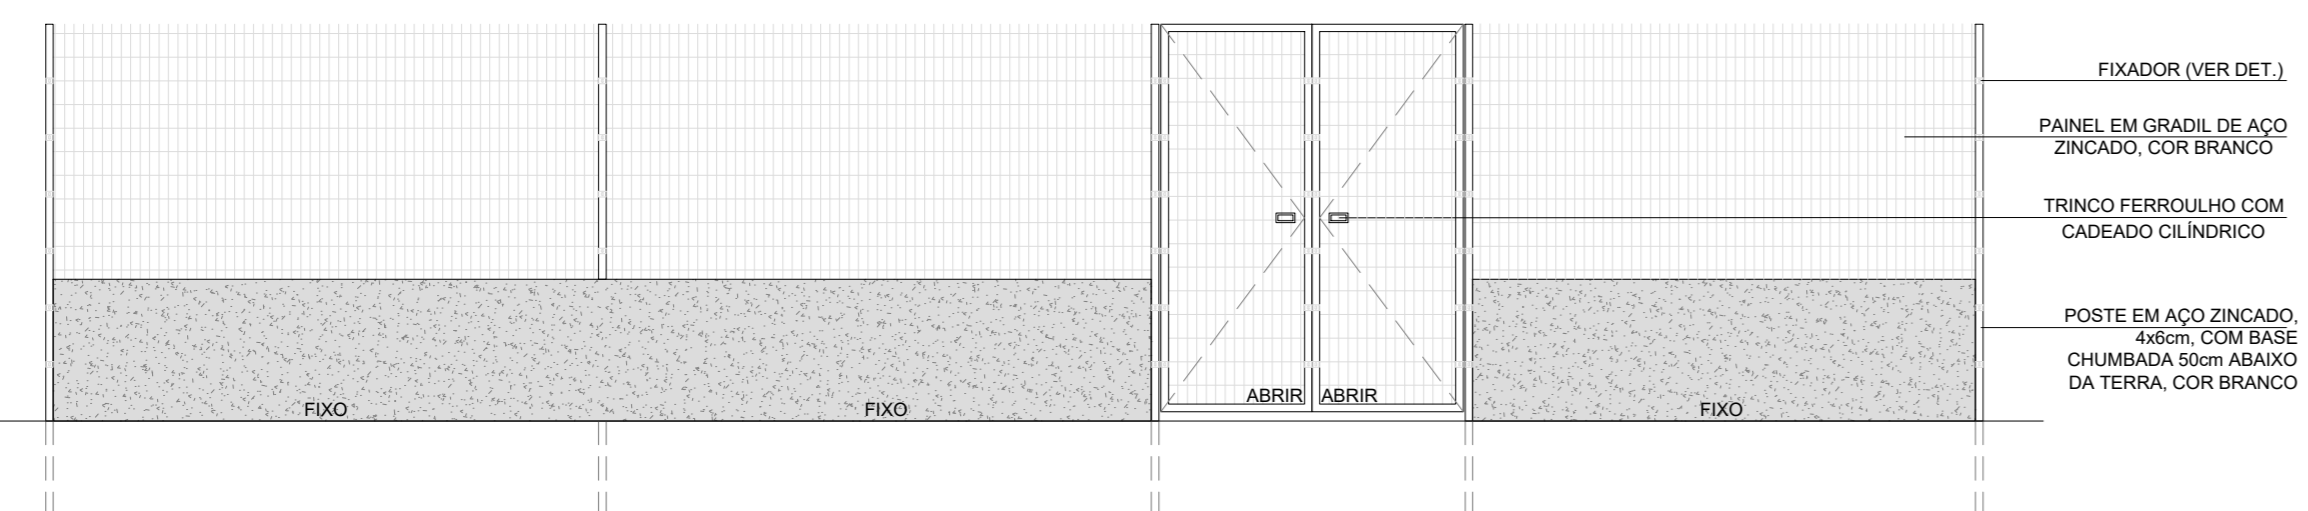 FIXADOR (VER DET.)
PAINEL EM GRADIL DE AÇO
ZINCADO, COR BRANCO
TRINCO FERROULHO COM
CADEADO CILÍNDRICO
POSTE EM AÇO ZINCADO,
4x6cm, COM BASE
CHUMBADA 50cm ABAIXO
DA TERRA, COR BRANCO
FIXO
FIXO
ABRIR
ABRIR
FIXO